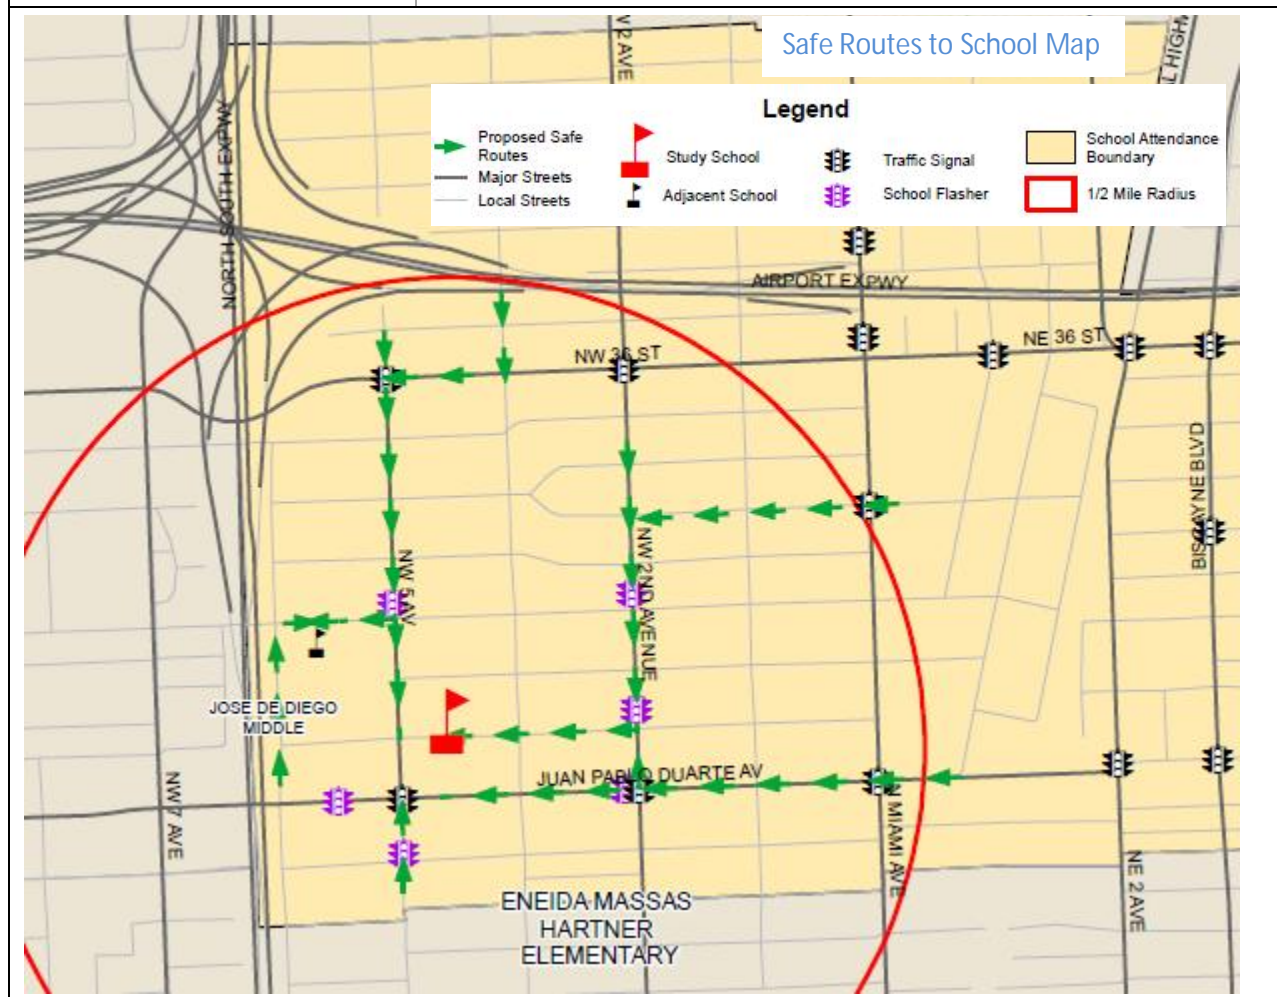 Safe Routes to School Map
Legend
Proposed Safe
Routes
Major Streets
Local Streets
Study School
Adjacent School
Traffic Signal
School Flasher
School Attendance
Boundary
1/2 Mile Radius
2 AVE
L HIGHW
NORTH SOUTH EXPWY
AIRPORT EXPWY
NW 36 ST
NE 36 ST
BISCAYNE BLVD
NW 5 AV
NW 2ND AVENUE
JOSE DE DIEGO
MIDDLE
JUAN PABLO DUARTE AV
NW 7 AVE
N MIAMI AVE
NE 2 AVE
ENEIDA MASSAS
HARTNER
ELEMENTARY